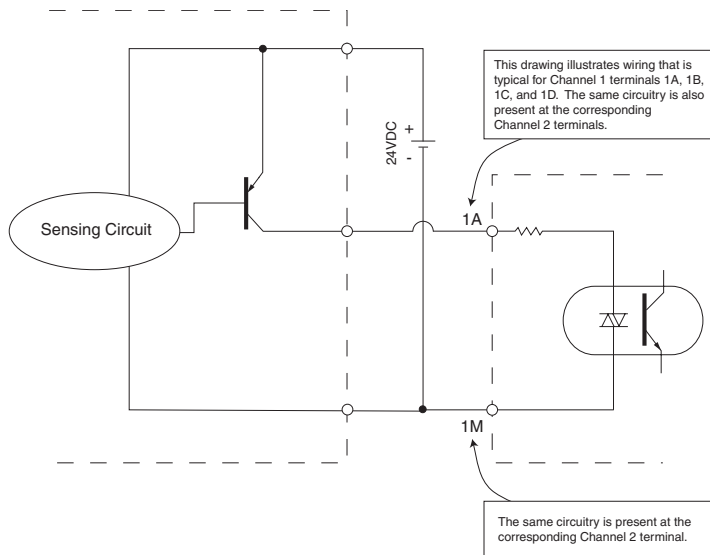 This drawing illustrates wiring that is
typical for Channel 1 terminals 1A, 1B,
1C, and 1D. The same circuitry is also
present at the corresponding
Channel 2 terminals.
24VDC
+
-
1A
Sensing Circuit
1M
The same circuitry is present at the
corresponding Channel 2 terminal.